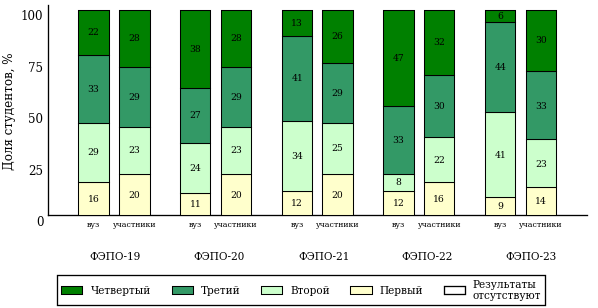 Доля студентов, %
100
75
50
25
0
22 28 38 28 13 26 47 32 6 30
33 29 27 29 41 29 33 30 44 33
29 23 24 23 34 25 8 22 41 23
16 20 11 20 12 20 12 16 9 14
вуз участники вуз участники вуз участники вуз участники вуз участники
ФЭПО-19 ФЭПО-20 ФЭПО-21 ФЭПО-22 ФЭПО-23
Четвертый Третий Второй Первый Результаты
отсутствуют